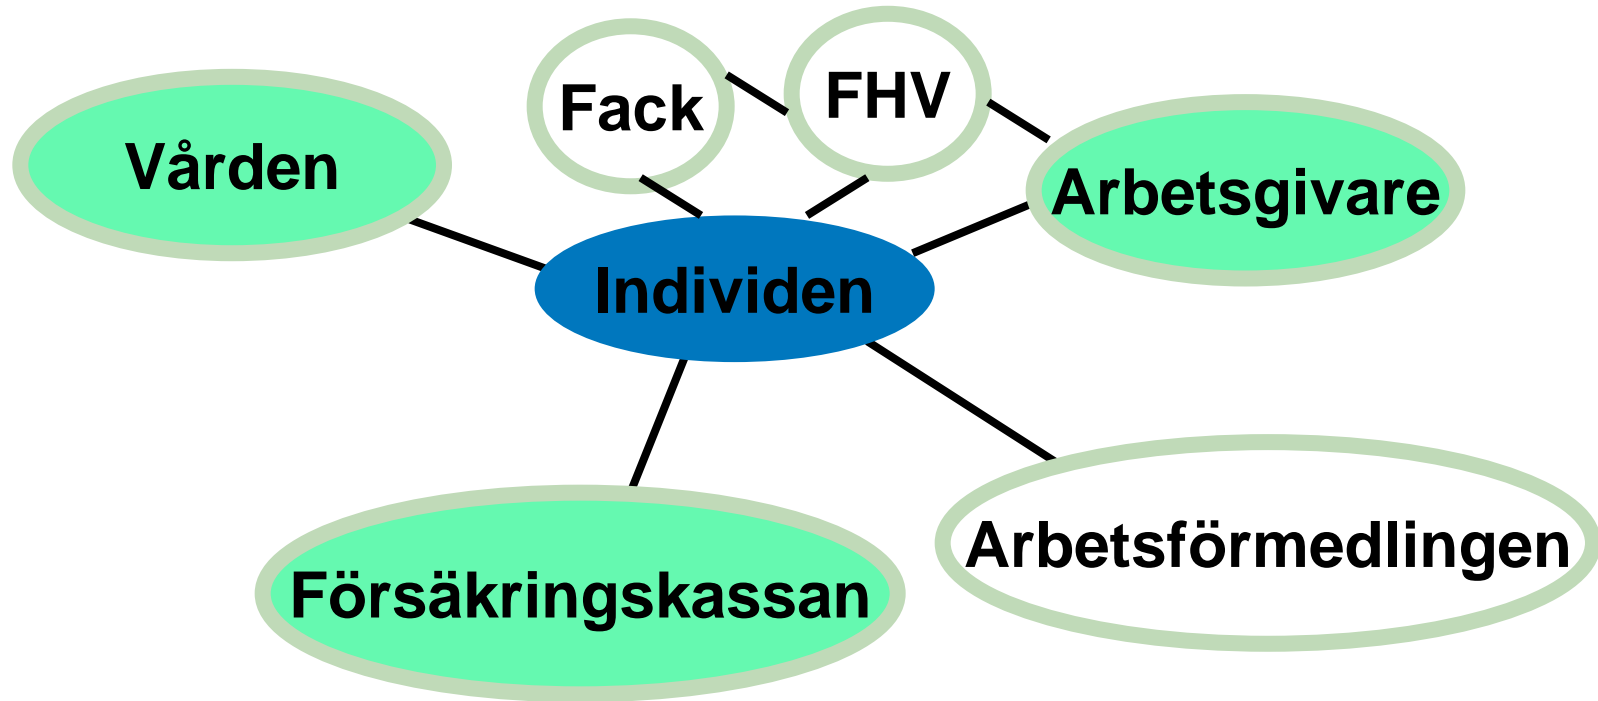 Fack
FHV
Vården
Arbetsgivare
Individen
Arbetsförmedlingen
Försäkringskassan